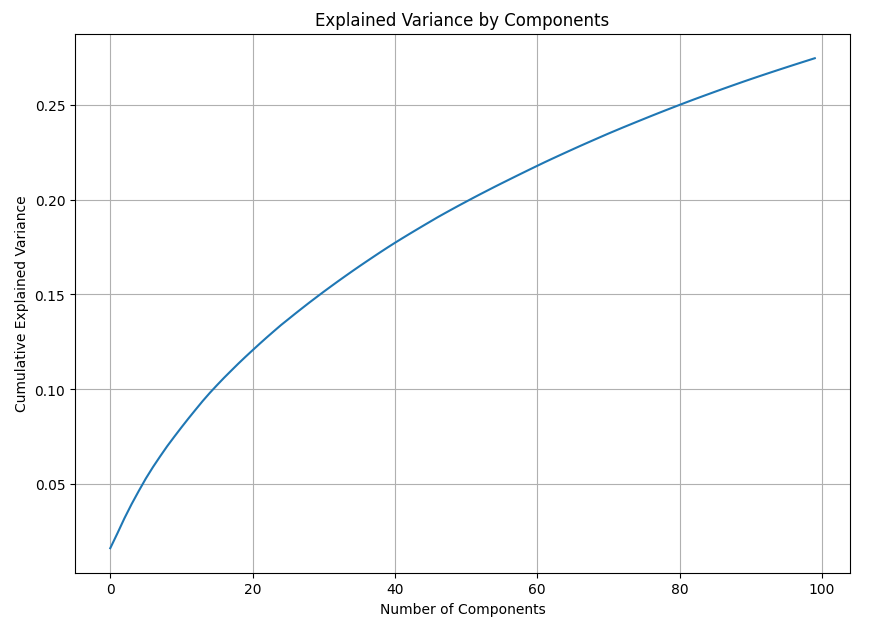 Explained Variance by Components
Cumulative Explained Variance
0.25
0.20
0.15
0.10
0.05
0 20 40 60 80 100
Number of Components